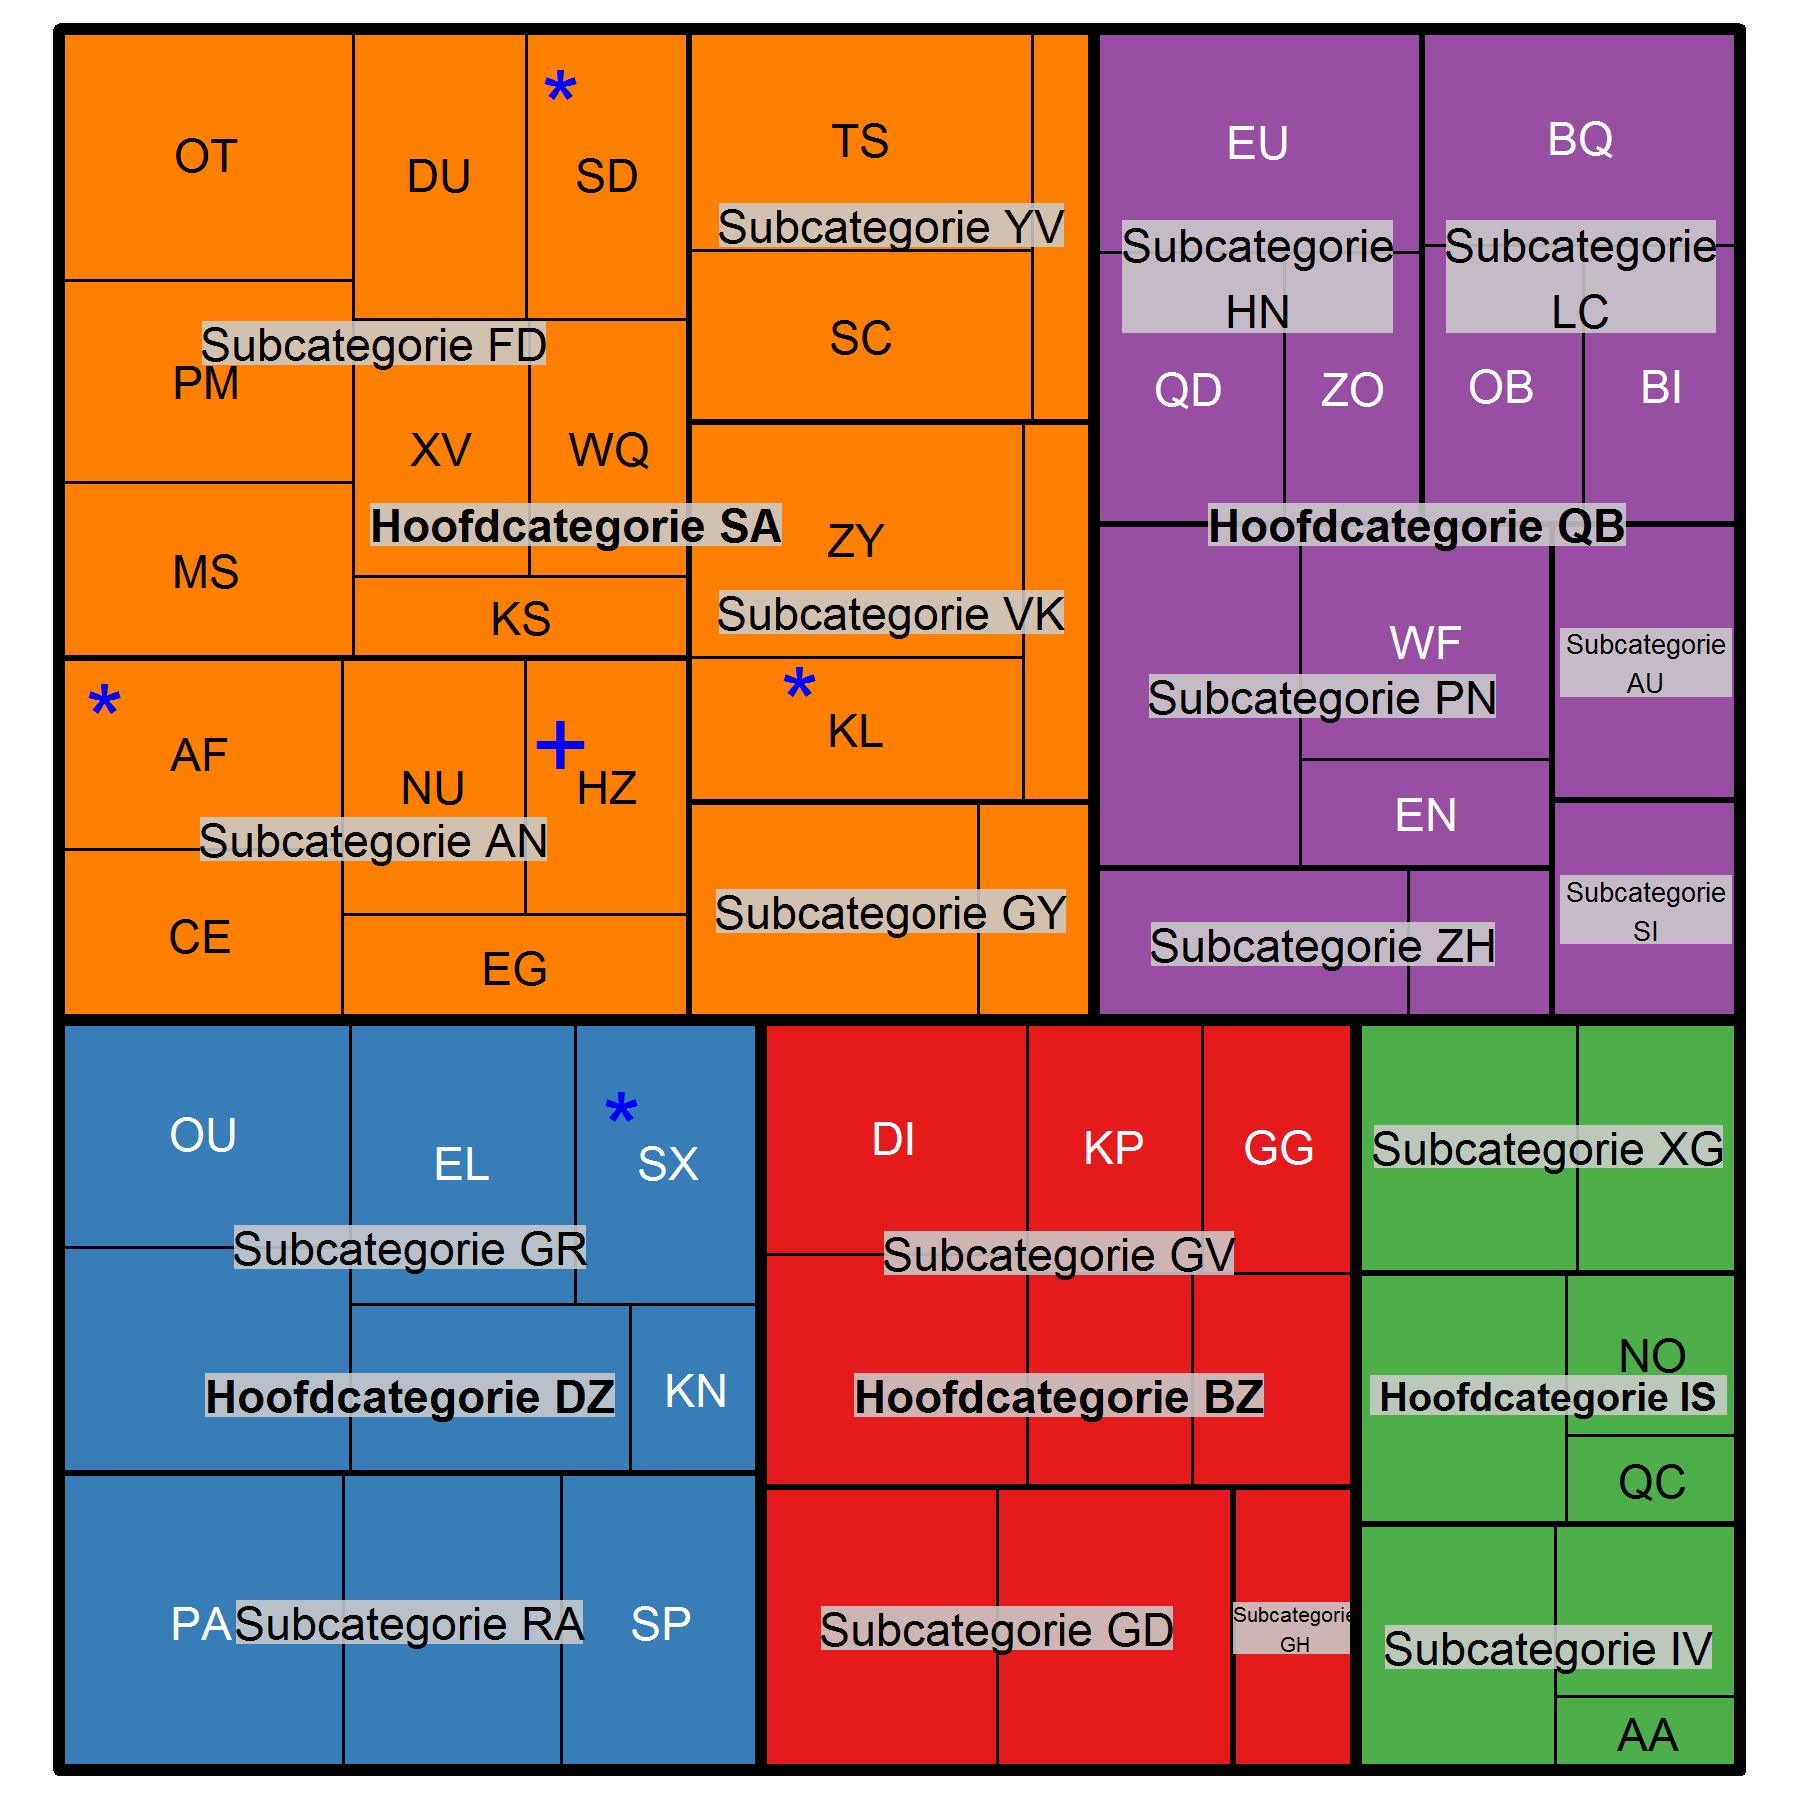 OT
DU
*
SD
PM
Subcategorie FD
XV
WQ
MS
KS
Hoofdcategorie SA
TS
Subcategorie YV
SC
ZY
Subcategorie VK
*
KL
*
AF
NU
+
HZ
Subcategorie AN
CE
EG
Subcategorie GY
EU
Subcategorie
HN
QD
ZO
BQ
Subcategorie
LC
OB
BI
Hoofdcategorie QB
WF
Subcategorie PN
EN
Subcategorie
AU
Subcategorie
SI
Subcategorie ZH
OU
EL
*
SX
Subcategorie GR
Hoofdcategorie DZ
KN
PA
Subcategorie RA
SP
DI
KP
GG
Subcategorie GV
Hoofdcategorie BZ
Subcategorie GD
Subcategorie
GH
Subcategorie XG
NO
Hoofdcategorie IS
QC
Subcategorie IV
AA